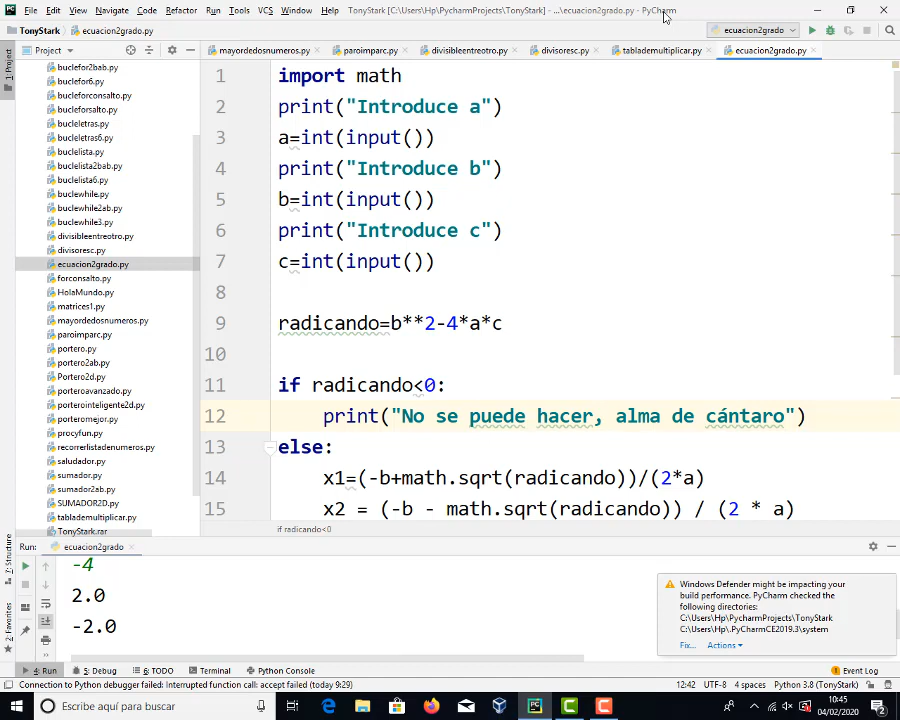 File Edit View Navigate Code Refactor Run Tools VCS Window Help TonyStark [C:\Users\Hp\PycharmProjects\TonyStark] - ...\ecuacion2grado.py - PyCharm
TonyStark ecuacion2grado.py ecuacion2grado
Project mayordedosnumeros.py paroimparc.py divisibleentreotro.py divisoresc.py tablademultiplicar.py ecuacion2grado.py
1: Project
buclefor2bab.py
buclefor6.py
bucleforconsalto.py
bucleforsalto.py
bucleletras.py
bucleletras6.py
buclelista.py
buclelista2bab.py
buclelista6.py
buclewhile.py
buclewhile2ab.py
buclewhile3.py
divisibleentreotro.py
divisoresc.py
ecuacion2grado.py
forconsalto.py
HolaMundo.py
matrices1.py
mayordedosnumeros.py
paroimparc.py
portero.py
portero2ab.py
Portero2d.py
porteroavanzado.py
porterointeligente2d.py
porteromejor.py
procyfun.py
recorrerlistadenumeros.py
saludador.py
sumador.py
sumador2ab.py
SUMADOR2D.py
tablademultiplicar.py
TonyStark.rar
1 import math
2 print("Introduce a")
3 a=int(input())
4 print("Introduce b")
5 b=int(input())
6 print("Introduce c")
7 c=int(input())
8
9 radicando=b**2-4*a*c
10
11 if radicando<0:
12 print("No se puede hacer, alma de cántaro")
13 else:
14 x1=(-b+math.sqrt(radicando))/(2*a)
15 x2 = (-b - math.sqrt(radicando)) / (2 * a)
if radicando<0
7: Structure
2: Favorites
Run: ecuacion2grado
-4
2.0
-2.0
Windows Defender might be impacting your
build performance. PyCharm checked the
following directories:
C:\Users\Hp\PycharmProjects\TonyStark
C:\Users\Hp\.PyCharmCE2019.3\system
Fix... Actions
4: Run 5: Debug 6: TODO Terminal Python Console Event Log
Connection to Python debugger failed: Interrupted function call: accept failed (today 9:29) 12:42 UTF-8 4 spaces Python 3.8 (TonyStark)
Escribe aquí para buscar
10:45
04/02/2020
2